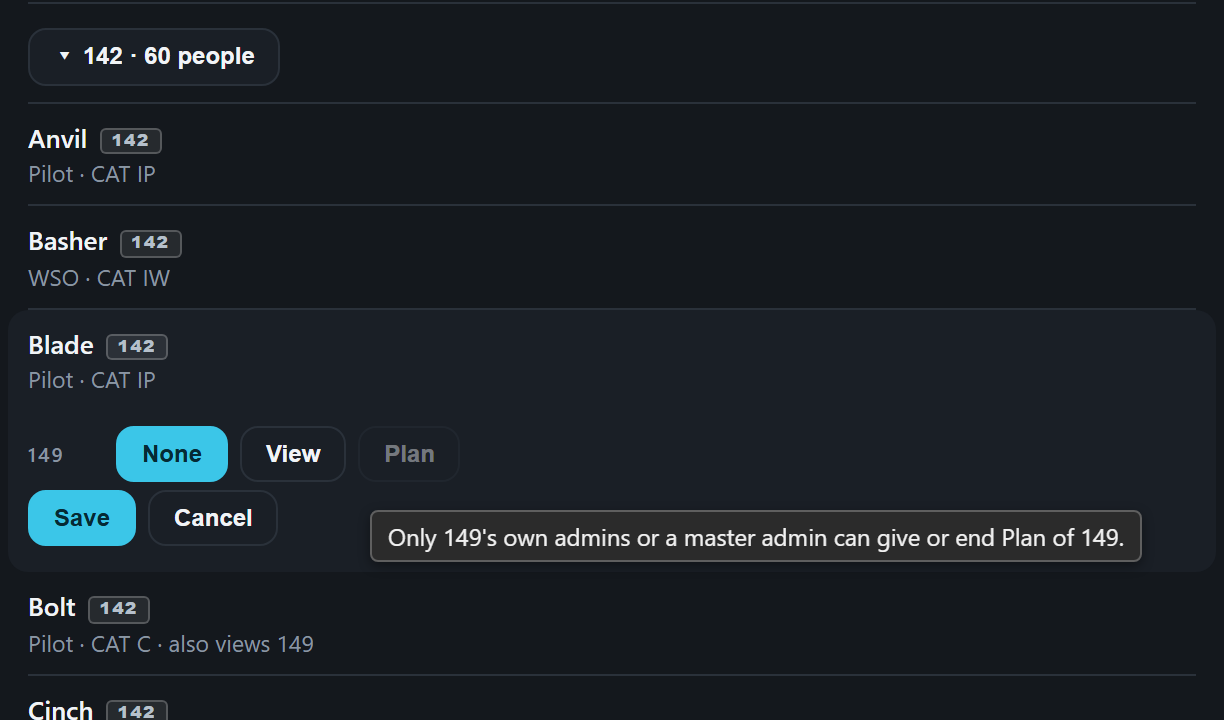 ▼ 142 · 60 people
Anvil 142
Pilot · CAT IP
Basher 142
WSO · CAT IW
Blade 142
Pilot · CAT IP
149 None View Plan
Save Cancel
Only 149's own admins or a master admin can give or end Plan of 149.
Bolt 142
Pilot · CAT C · also views 149
Cinch 142